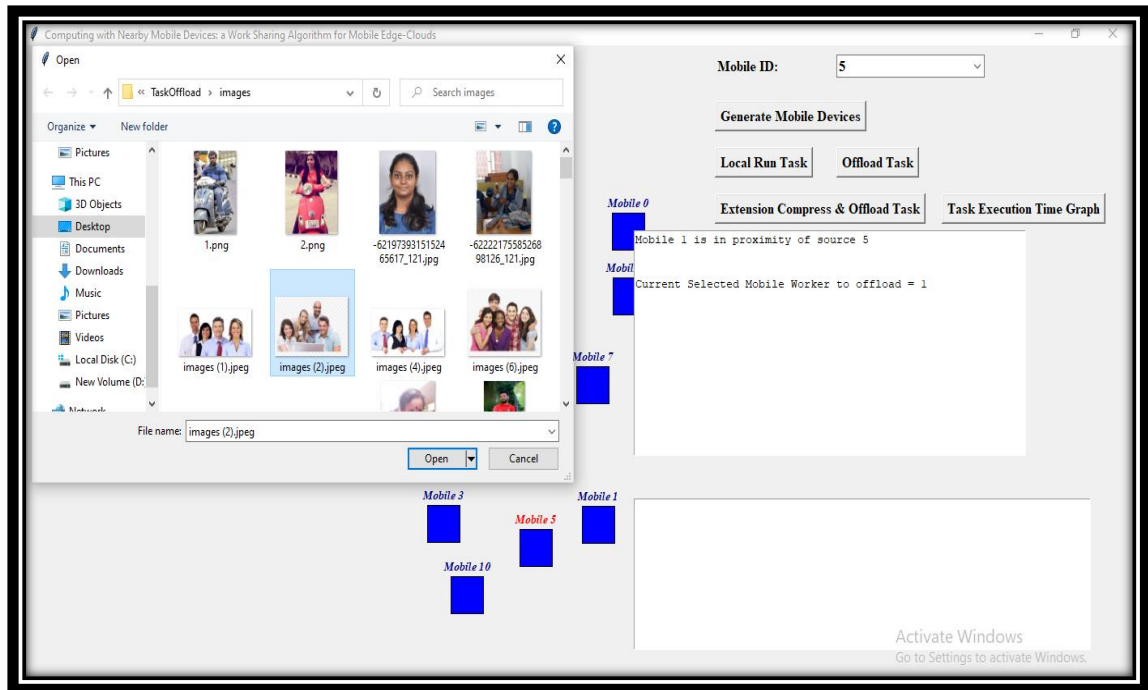 Computing with Nearby Mobile Devices: a Work Sharing Algorithm for Mobile Edge-Clouds
Open
« TaskOffload › images
Search images
Organize
New folder
Pictures
This PC
3D Objects
Desktop
Documents
Downloads
Music
Pictures
Videos
Local Disk (C:)
New Volume (D:
Network
1.png
2.png
-62197393151524
65617_121.jpg
-62222175585268
98126_121.jpg
images (1).jpeg
images (2).jpeg
images (4).jpeg
images (6).jpeg
File name: images (2).jpeg
Open
Cancel
Mobile ID: 5
Generate Mobile Devices
Local Run Task
Offload Task
Extension Compress & Offload Task
Task Execution Time Graph
Mobile 0
Mobil
Mobile 7
Mobile 1 is in proximity of source 5
Current Selected Mobile Worker to offload = 1
Mobile 3
Mobile 1
Mobile 5
Mobile 10
Activate Windows
Go to Settings to activate Windows.